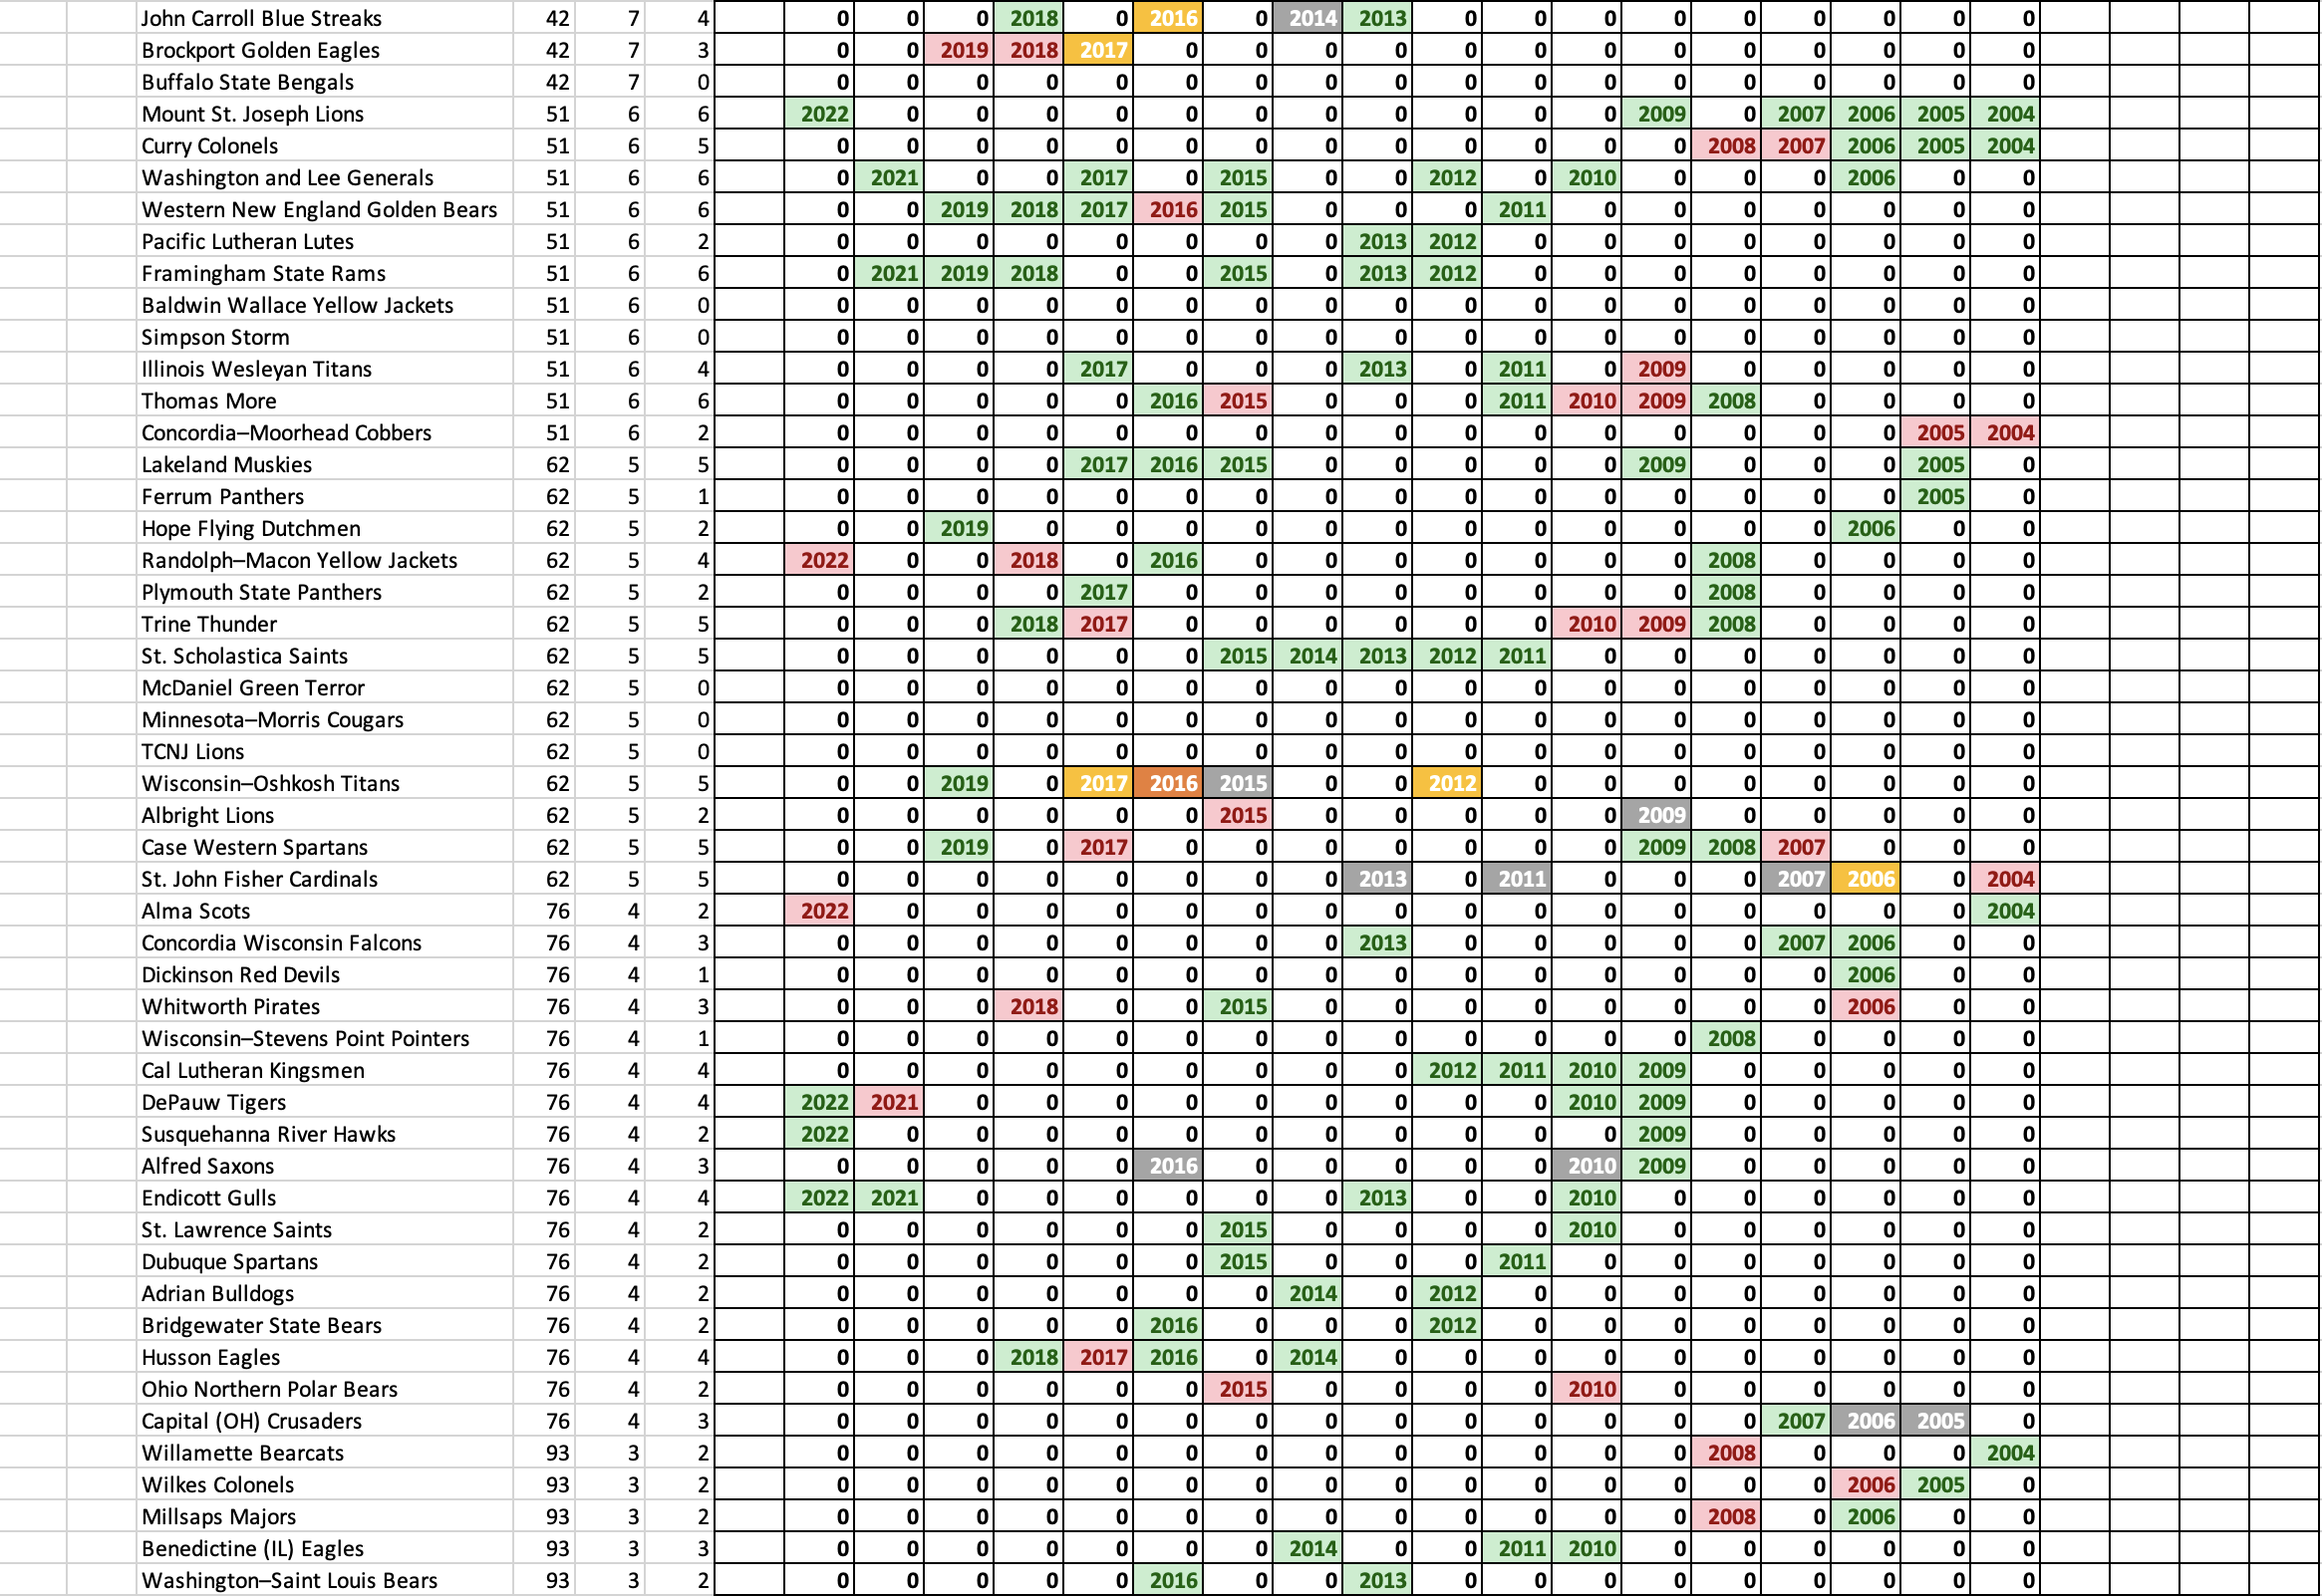 John Carroll Blue Streaks 42 7 4 0 0 0 2018 0 2016 0 2014 2013 0 0 0 0 0 0 0 0 0
Brockport Golden Eagles 42 7 3 0 0 2019 2018 2017 0 0 0 0 0 0 0 0 0 0 0 0 0
Buffalo State Bengals 42 7 0 0 0 0 0 0 0 0 0 0 0 0 0 0 0 0 0 0 0
Mount St. Joseph Lions 51 6 6 2022 0 0 0 0 0 0 0 0 0 0 0 2009 0 2007 2006 2005 2004
Curry Colonels 51 6 5 0 0 0 0 0 0 0 0 0 0 0 0 0 2008 2007 2006 2005 2004
Washington and Lee Generals 51 6 6 0 2021 0 0 2017 0 2015 0 0 2012 0 2010 0 0 0 2006 0 0
Western New England Golden Bears 51 6 6 0 0 2019 2018 2017 2016 2015 0 0 0 2011 0 0 0 0 0 0 0
Pacific Lutheran Lutes 51 6 2 0 0 0 0 0 0 0 0 2013 2012 0 0 0 0 0 0 0 0
Framingham State Rams 51 6 6 0 2021 2019 2018 0 0 2015 0 2013 2012 0 0 0 0 0 0 0 0
Baldwin Wallace Yellow Jackets 51 6 0 0 0 0 0 0 0 0 0 0 0 0 0 0 0 0 0 0 0
Simpson Storm 51 6 0 0 0 0 0 0 0 0 0 0 0 0 0 0 0 0 0 0 0
Illinois Wesleyan Titans 51 6 4 0 0 0 0 2017 0 0 0 2013 0 2011 0 2009 0 0 0 0 0
Thomas More 51 6 6 0 0 0 0 0 2016 2015 0 0 0 2011 2010 2009 2008 0 0 0 0
Concordia–Moorhead Cobbers 51 6 2 0 0 0 0 0 0 0 0 0 0 0 0 0 0 0 0 2005 2004
Lakeland Muskies 62 5 5 0 0 0 0 2017 2016 2015 0 0 0 0 0 2009 0 0 0 2005 0
Ferrum Panthers 62 5 1 0 0 0 0 0 0 0 0 0 0 0 0 0 0 0 0 2005 0
Hope Flying Dutchmen 62 5 2 0 0 2019 0 0 0 0 0 0 0 0 0 0 0 0 2006 0 0
Randolph–Macon Yellow Jackets 62 5 4 2022 0 0 2018 0 2016 0 0 0 0 0 0 0 2008 0 0 0 0
Plymouth State Panthers 62 5 2 0 0 0 0 2017 0 0 0 0 0 0 0 0 2008 0 0 0 0
Trine Thunder 62 5 5 0 0 0 2018 2017 0 0 0 0 0 0 2010 2009 2008 0 0 0 0
St. Scholastica Saints 62 5 5 0 0 0 0 0 0 2015 2014 2013 2012 2011 0 0 0 0 0 0 0
McDaniel Green Terror 62 5 0 0 0 0 0 0 0 0 0 0 0 0 0 0 0 0 0 0 0
Minnesota–Morris Cougars 62 5 0 0 0 0 0 0 0 0 0 0 0 0 0 0 0 0 0 0 0
TCNJ Lions 62 5 0 0 0 0 0 0 0 0 0 0 0 0 0 0 0 0 0 0 0
Wisconsin–Oshkosh Titans 62 5 5 0 0 2019 0 2017 2016 2015 0 0 2012 0 0 0 0 0 0 0 0
Albright Lions 62 5 2 0 0 0 0 0 0 2015 0 0 0 0 0 2009 0 0 0 0 0
Case Western Spartans 62 5 5 0 0 2019 0 2017 0 0 0 0 0 0 0 2009 2008 2007 0 0 0
St. John Fisher Cardinals 62 5 5 0 0 0 0 0 0 0 0 2013 0 2011 0 0 0 2007 2006 0 2004
Alma Scots 76 4 2 2022 0 0 0 0 0 0 0 0 0 0 0 0 0 0 0 0 2004
Concordia Wisconsin Falcons 76 4 3 0 0 0 0 0 0 0 0 2013 0 0 0 0 0 2007 2006 0 0
Dickinson Red Devils 76 4 1 0 0 0 0 0 0 0 0 0 0 0 0 0 0 0 2006 0 0
Whitworth Pirates 76 4 3 0 0 0 2018 0 0 2015 0 0 0 0 0 0 0 0 2006 0 0
Wisconsin–Stevens Point Pointers 76 4 1 0 0 0 0 0 0 0 0 0 0 0 0 0 2008 0 0 0 0
Cal Lutheran Kingsmen 76 4 4 0 0 0 0 0 0 0 0 0 2012 2011 2010 2009 0 0 0 0 0
DePauw Tigers 76 4 4 2022 2021 0 0 0 0 0 0 0 0 0 2010 2009 0 0 0 0 0
Susquehanna River Hawks 76 4 2 2022 0 0 0 0 0 0 0 0 0 0 0 2009 0 0 0 0 0
Alfred Saxons 76 4 3 0 0 0 0 0 2016 0 0 0 0 0 2010 2009 0 0 0 0 0
Endicott Gulls 76 4 4 2022 2021 0 0 0 0 0 0 2013 0 0 2010 0 0 0 0 0 0
St. Lawrence Saints 76 4 2 0 0 0 0 0 0 2015 0 0 0 0 2010 0 0 0 0 0 0
Dubuque Spartans 76 4 2 0 0 0 0 0 0 2015 0 0 0 2011 0 0 0 0 0 0 0
Adrian Bulldogs 76 4 2 0 0 0 0 0 0 0 2014 0 2012 0 0 0 0 0 0 0 0
Bridgewater State Bears 76 4 2 0 0 0 0 0 2016 0 0 0 2012 0 0 0 0 0 0 0 0
Husson Eagles 76 4 4 0 0 0 2018 2017 2016 0 2014 0 0 0 0 0 0 0 0 0 0
Ohio Northern Polar Bears 76 4 2 0 0 0 0 0 0 2015 0 0 0 0 2010 0 0 0 0 0 0
Capital (OH) Crusaders 76 4 3 0 0 0 0 0 0 0 0 0 0 0 0 0 0 2007 2006 2005 0
Willamette Bearcats 93 3 2 0 0 0 0 0 0 0 0 0 0 0 0 0 2008 0 0 0 2004
Wilkes Colonels 93 3 2 0 0 0 0 0 0 0 0 0 0 0 0 0 0 0 2006 2005 0
Millsaps Majors 93 3 2 0 0 0 0 0 0 0 0 0 0 0 0 0 2008 0 2006 0 0
Benedictine (IL) Eagles 93 3 3 0 0 0 0 0 0 0 2014 0 0 2011 2010 0 0 0 0 0 0
Washington–Saint Louis Bears 93 3 2 0 0 0 0 0 2016 0 0 2013 0 0 0 0 0 0 0 0 0